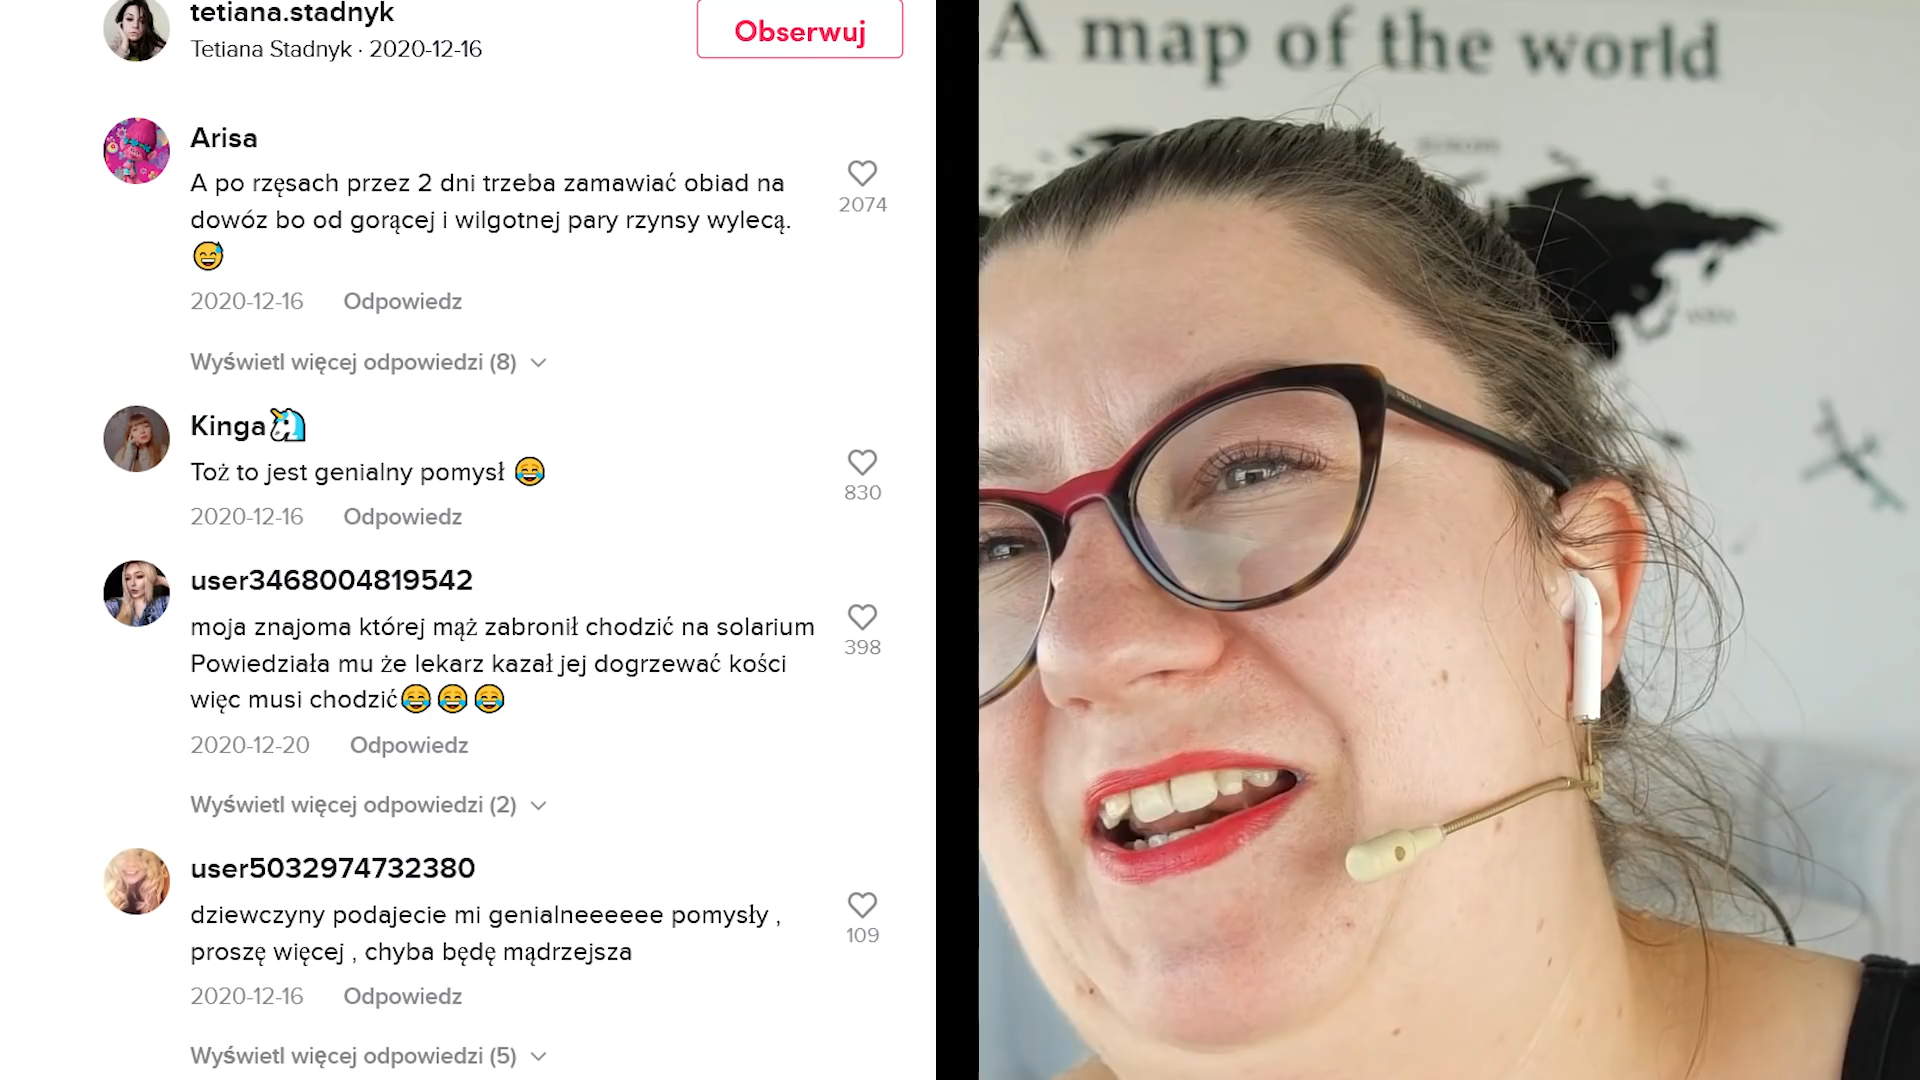 tetiana.stadnyk
Tetiana Stadnyk · 2020-12-16
Obserwuj
Arisa
A po rzęsach przez 2 dni trzeba zamawiać obiad na
dowóz bo od gorącej i wilgotnej pary rzynsy wylecą.
😅
2074
2020-12-16 Odpowiedz
Wyświetl więcej odpowiedzi (8)
Kinga🦄
Toż to jest genialny pomysł 😂
830
2020-12-16 Odpowiedz
user3468004819542
moja znajoma której mąż zabronił chodzić na solarium
Powiedziała mu że lekarz kazał jej dogrzewać kości
więc musi chodzić😂😂😂
398
2020-12-20 Odpowiedz
Wyświetl więcej odpowiedzi (2)
user5032974732380
dziewczyny podajecie mi genialneeeeee pomysły ,
proszę więcej , chyba będę mądrzejsza
109
2020-12-16 Odpowiedz
Wyświetl więcej odpowiedzi (5)
A map of the world